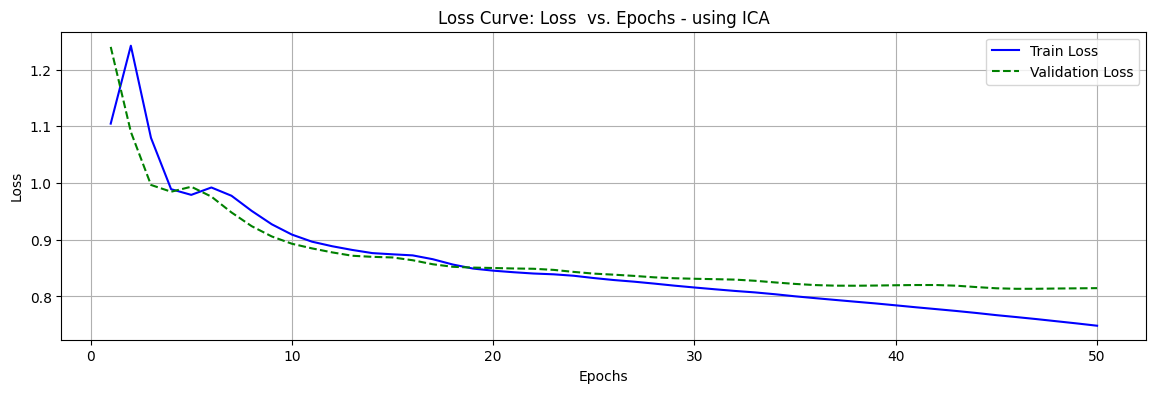 Loss Curve: Loss  vs. Epochs - using ICA
Train Loss
Validation Loss
Loss
1.2
1.1
1.0
0.9
0.8
0 10 20 30 40 50
Epochs